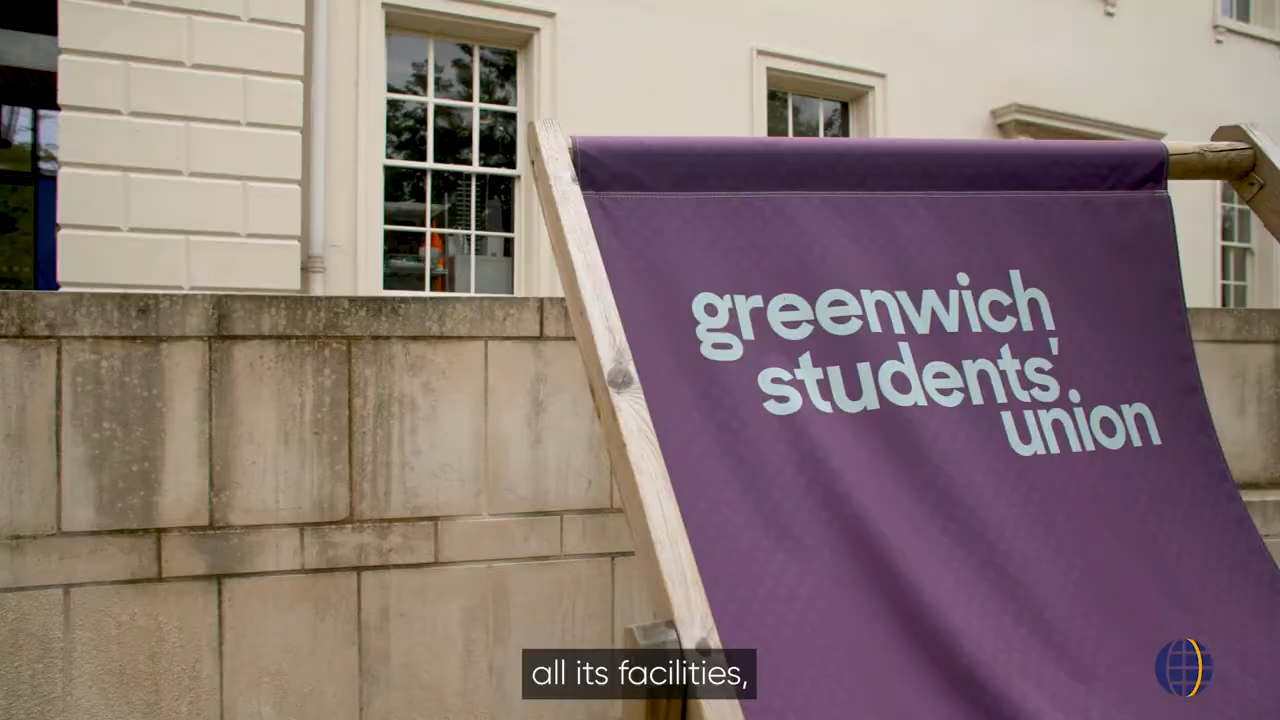 greenwich
students'
union
all its facilities,